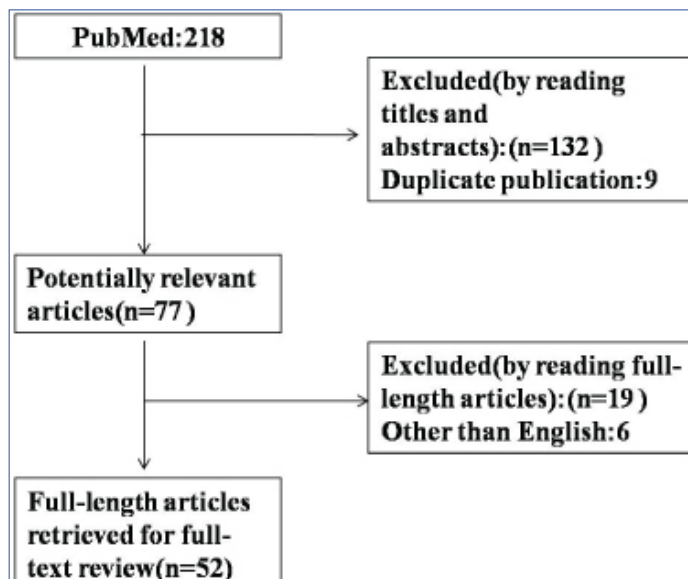 PubMed:218
Excluded(by reading
titles and
abstracts):(n=132)
Duplicate publication:9
Potentially relevant
articles(n=77)
Excluded(by reading full-
length articles):(n=19)
Other than English:6
Full-length articles
retrieved for full-
text review(n=52)